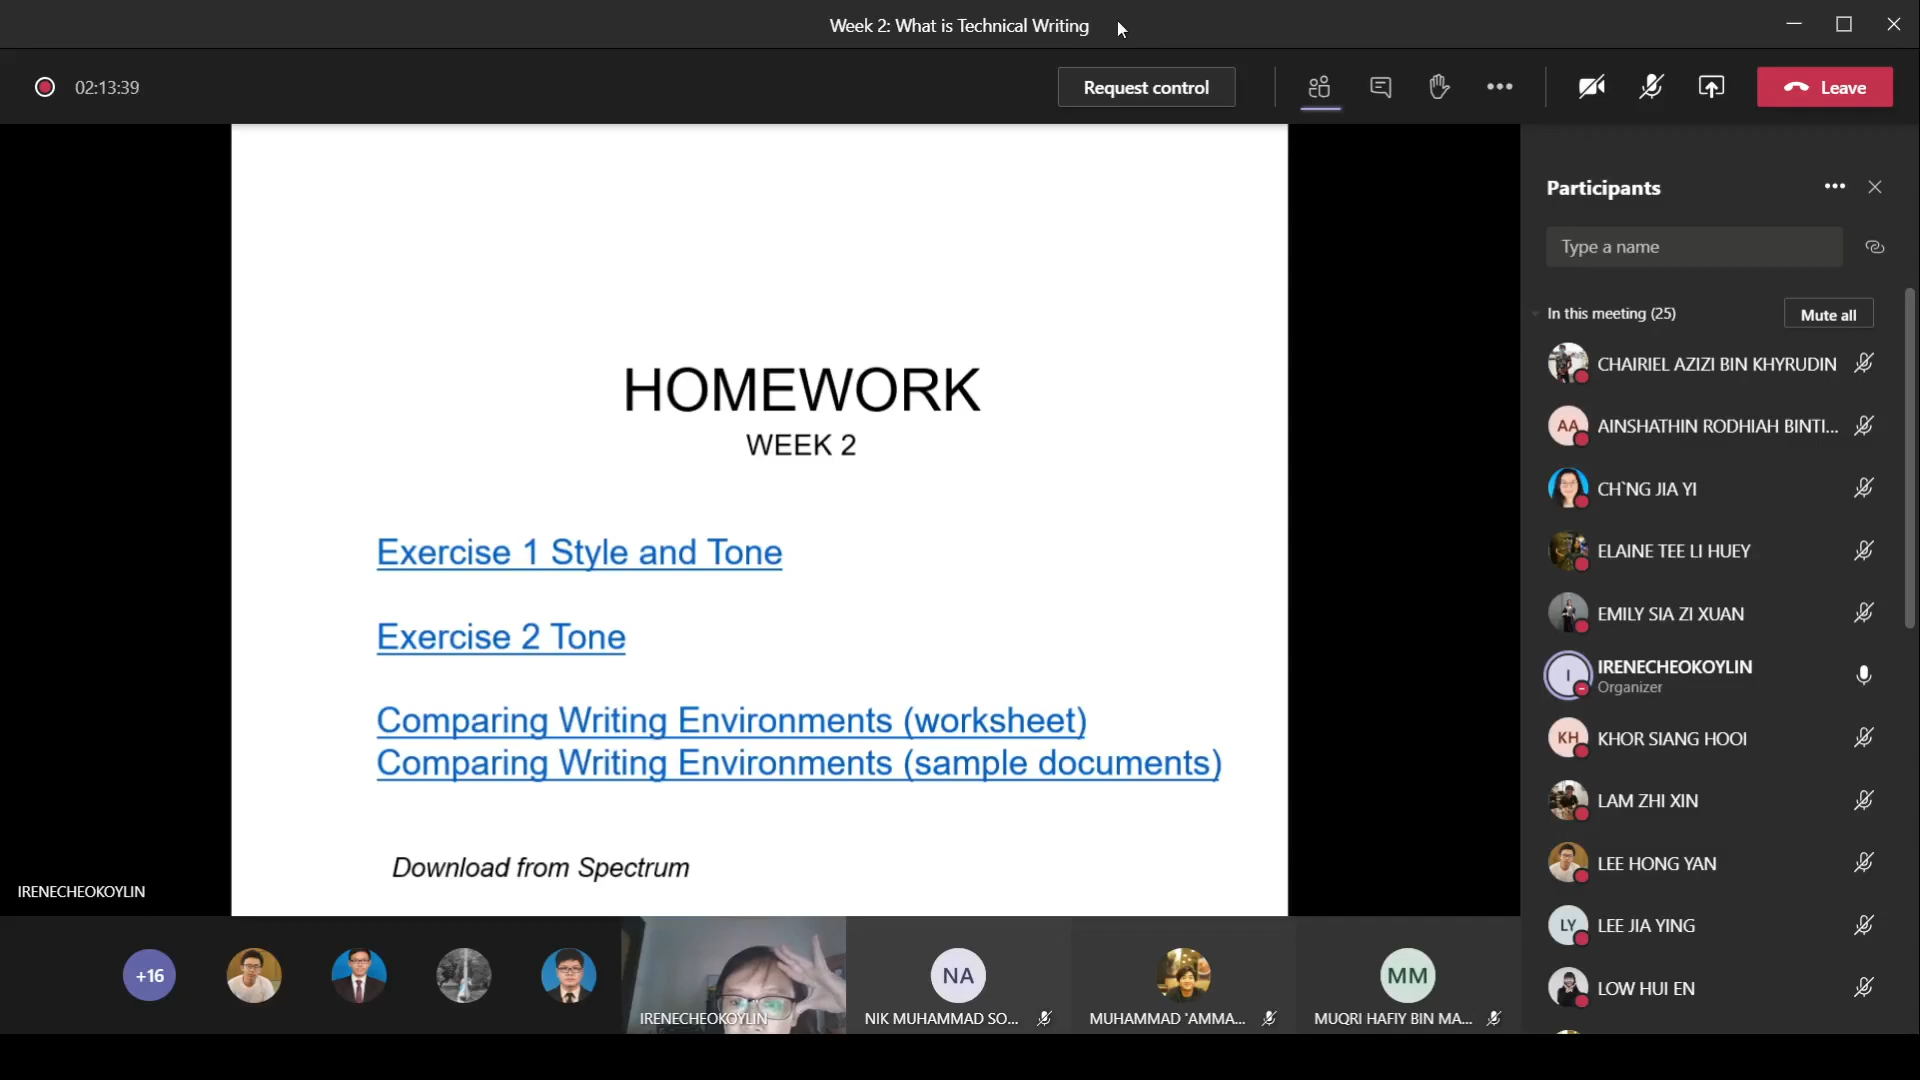 Week 2: What is Technical Writing
02:13:39
Request control
Leave
HOMEWORK
WEEK 2
Exercise 1 Style and Tone
Exercise 2 Tone
Comparing Writing Environments (worksheet)
Comparing Writing Environments (sample documents)
Download from Spectrum
IRENECHEOKOYLIN
Participants
Type a name
In this meeting (25)
Mute all
CHAIRIEL AZIZI BIN KHYRUDIN
AA AINSHATHIN RODHIAH BINTI...
CH`NG JIA YI
ELAINE TEE LI HUEY
EMILY SIA ZI XUAN
I IRENECHEOKOYLIN
Organizer
KH KHOR SIANG HOOI
LAM ZHI XIN
LEE HONG YAN
LY LEE JIA YING
LOW HUI EN
+16
IRENECHEOKOYLIN
NA
NIK MUHAMMAD SO...
MUHAMMAD 'AMMA...
MM
MUQRI HAFIY BIN MA...